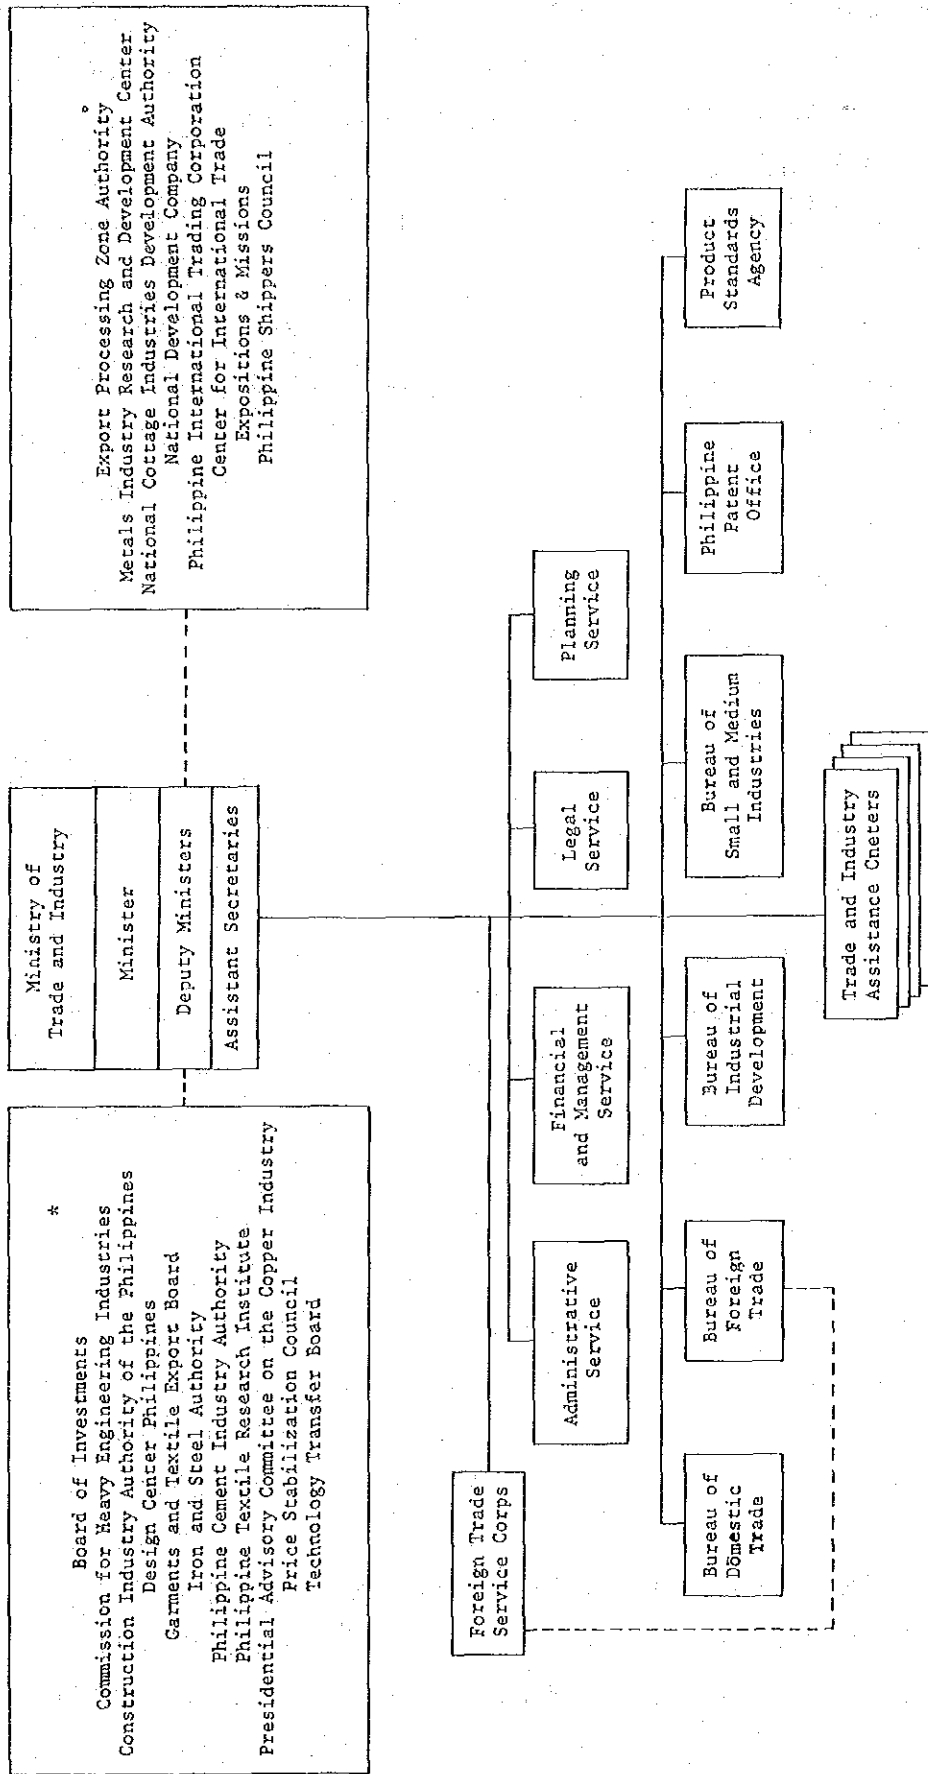 Ministry of
Trade and Industry
Minister
Deputy Ministers
Assistant Secretaries
*
Board of Investments
Commission for Heavy Engineering Industries
Construction Industry Authority of the Philippines
Design Center Philippines
Garments and Textile Export Board
Iron and Steel Authority
Philippine Cement Industry Authority
Philippine Textile Research Institute
Presidential Advisory Committee on the Copper Industry
Price Stabilization Council
Technology Transfer Board
Export Processing Zone Authority
Metals Industry Research and Development Center
National Cottage Industries Development Authority
National Development Company
Philippine International Trading Corporation
Center for International Trade
Expositions & Missions
Philippine Shippers Council
Foreign Trade
Service Corps
Administrative
Service
Financial
and Management
Service
Legal
Service
Planning
Service
Bureau of
Domestic
Trade
Bureau of
Foreign
Trade
Bureau of
Industrial
Development
Bureau of
Small and Medium
Industries
Philippine
Patent
Office
Product
Standards
Agency
Trade and Industry
Assistance Cneters